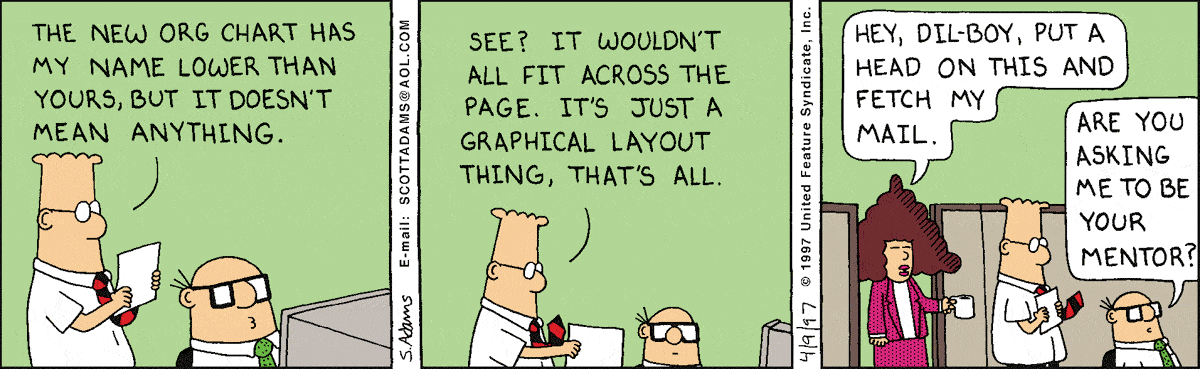 THE NEW ORG CHART HAS
MY NAME LOWER THAN
YOURS, BUT IT DOESN'T
MEAN ANYTHING.
S.Adams
E-mail: SCOTTADAMS@AOL.COM
SEE? IT WOULDN'T
ALL FIT ACROSS THE
PAGE. IT'S JUST A
GRAPHICAL LAYOUT
THING, THAT'S ALL.
4/9/97
© 1997 United Feature Syndicate, Inc.
HEY, DIL-BOY, PUT A
HEAD ON THIS AND
FETCH MY
MAIL.
ARE YOU
ASKING
ME TO BE
YOUR
MENTOR?